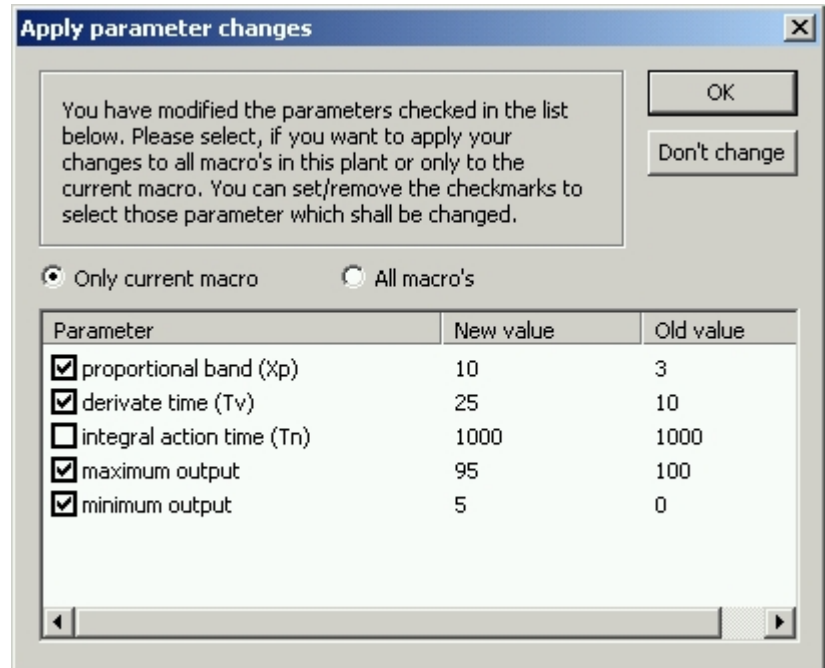 Apply parameter changes
You have modified the parameters checked in the list
below. Please select, if you want to apply your
changes to all macro's in this plant or only to the
current macro. You can set/remove the checkmarks to
select those parameter which shall be changed.
OK
Don't change
Only current macro All macro's
Parameter New value Old value
proportional band (Xp) 10 3
derivate time (Tv) 25 10
integral action time (Tn) 1000 1000
maximum output 95 100
minimum output 5 0